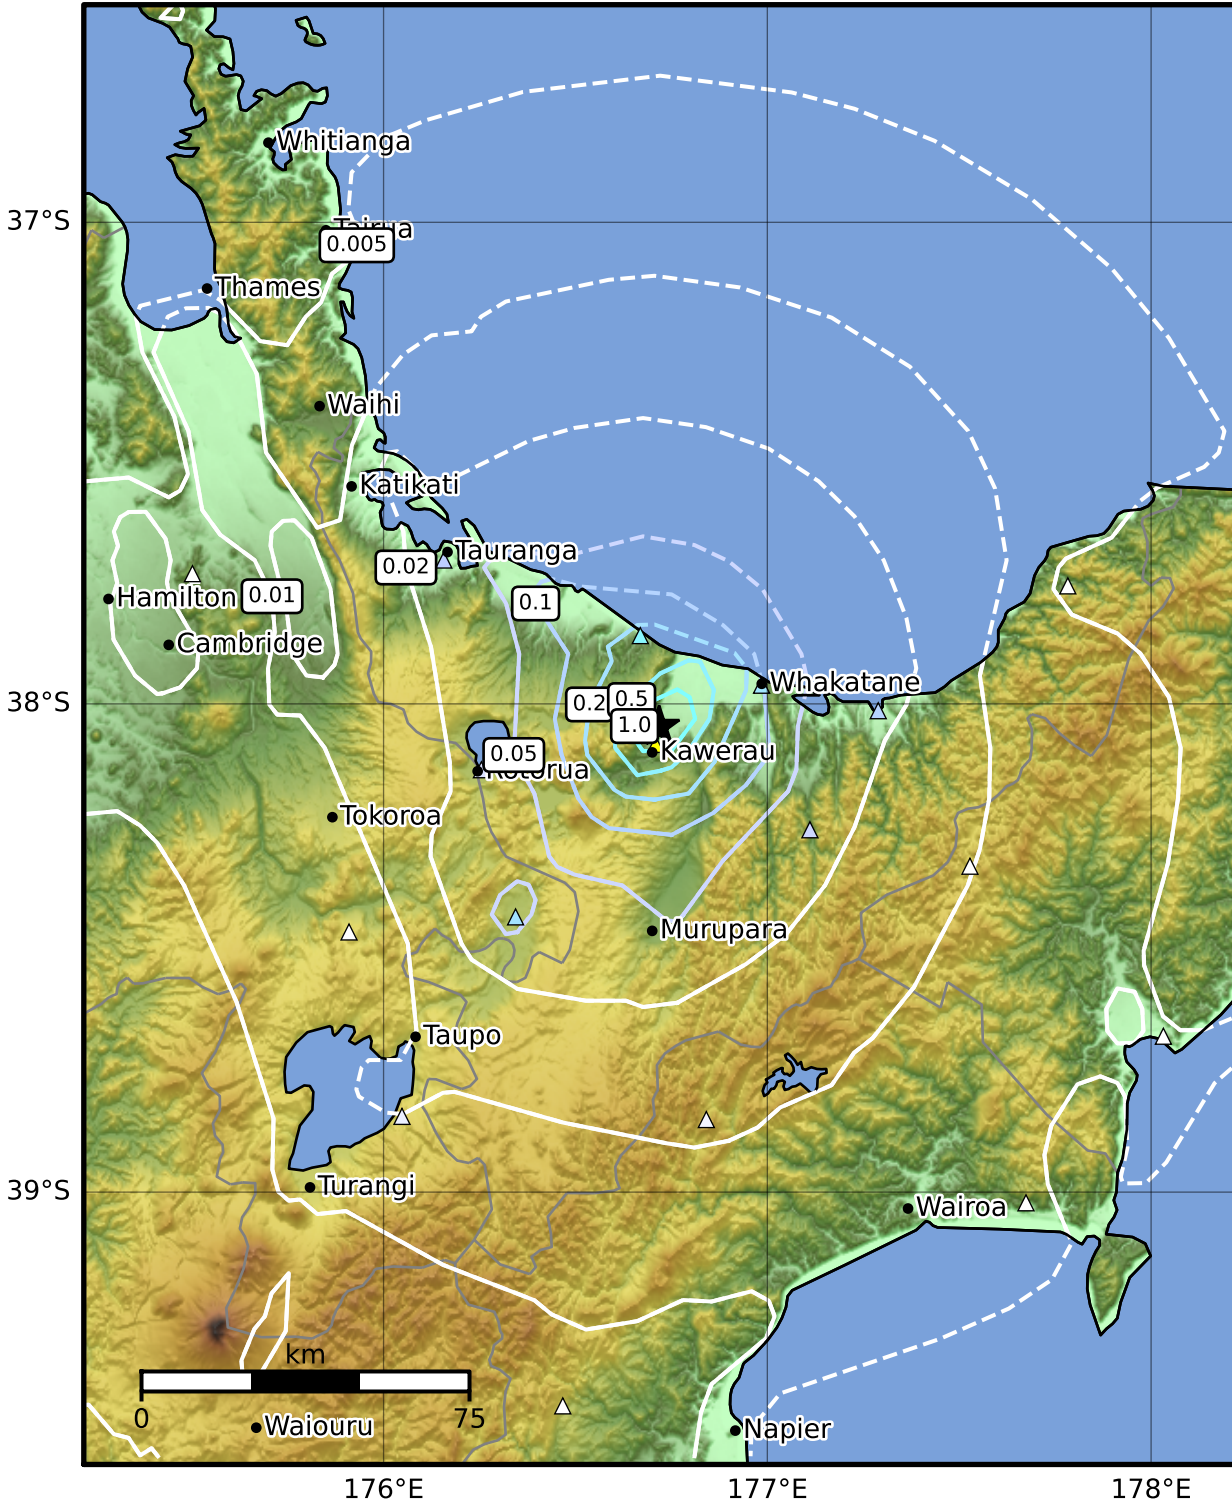 Whitianga
37°S
Tairua
0.005
Thames
Waihi
Katikati
Tauranga
0.02
Hamilton
0.01
0.1
Cambridge
Whakatane
38°S
0.2
0.5
1.0
Kawerau
0.05
Rotorua
Tokoroa
Murupara
Taupo
39°S
Turangi
Wairoa
km
0
75
Waiouru
Napier
176°E
177°E
178°E